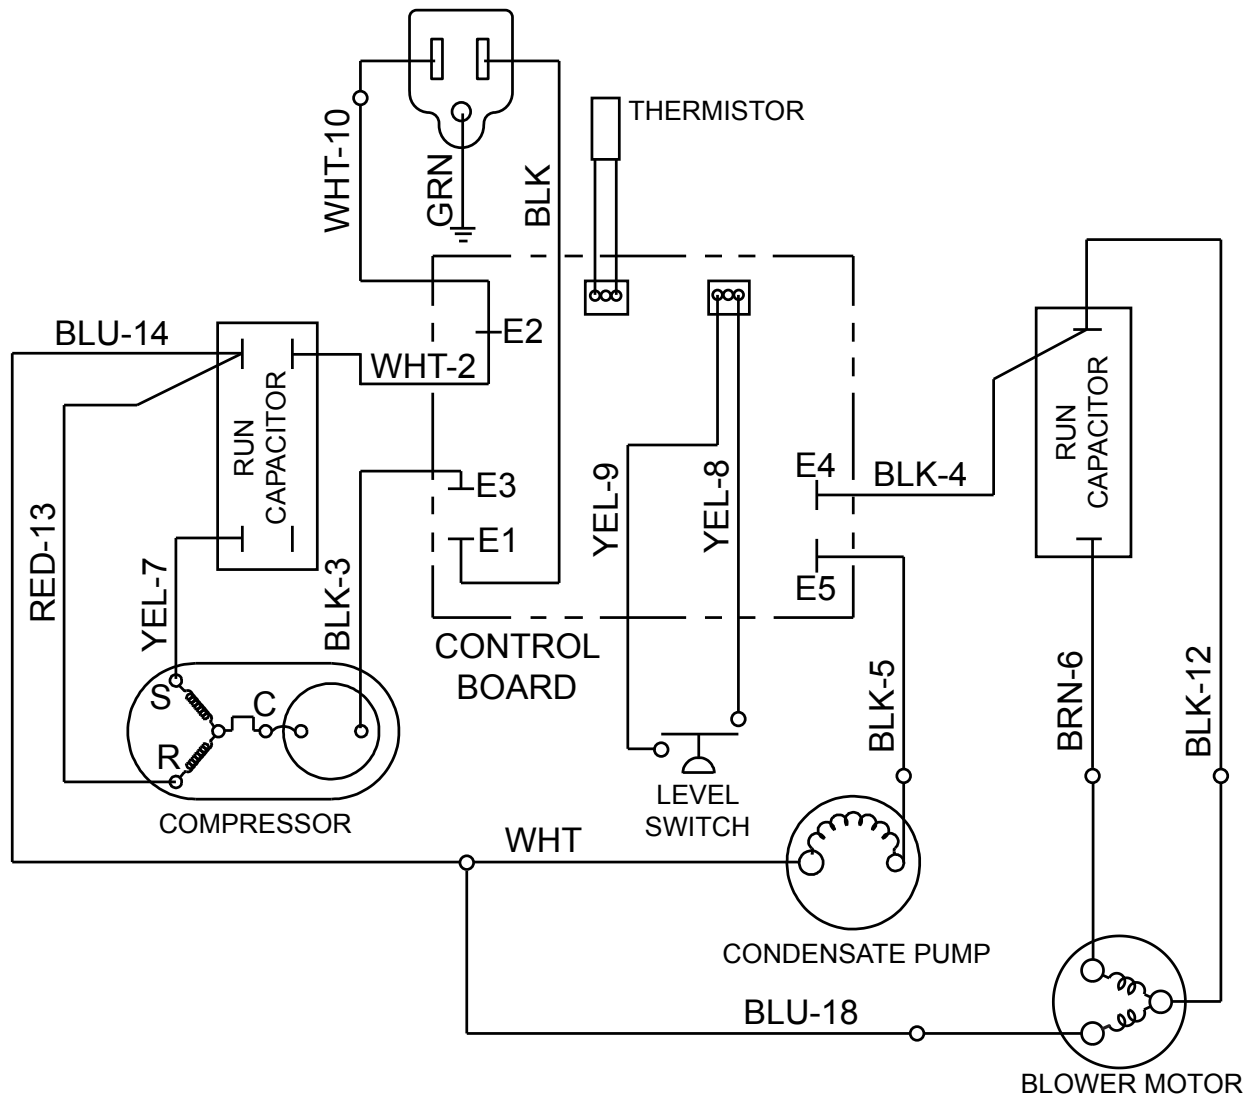 THERMISTOR
WHT-10
GRN
BLK
BLU-14
E2
WHT-2
RUN
CAPACITOR
RUN
CAPACITOR
E4
BLK-4
E3
YEL-9
YEL-8
RED-13
E1
YEL-7
BLK-3
E5
CONTROL
BOARD
BLK-5
BRN-6
BLK-12
S
C
R
LEVEL
SWITCH
COMPRESSOR
WHT
CONDENSATE PUMP
BLU-18
BLOWER MOTOR